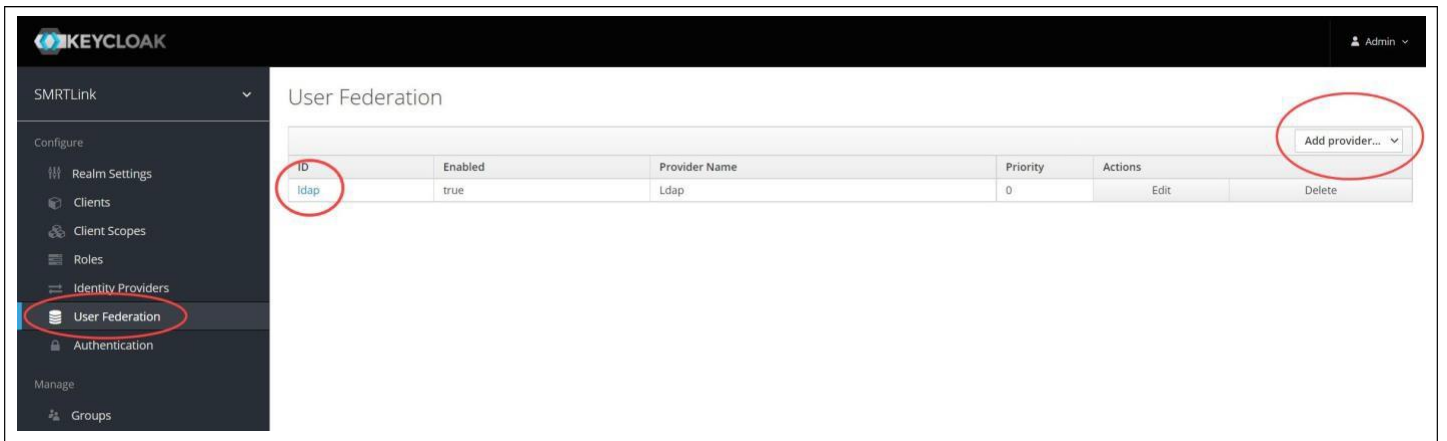 KEYCLOAK
Admin
SMRTLink
User Federation
Add provider...
Configure
ID Enabled Provider Name Priority Actions
ldap true Ldap 0 Edit Delete
Realm Settings
Clients
Client Scopes
Roles
Identity Providers
User Federation
Authentication
Manage
Groups